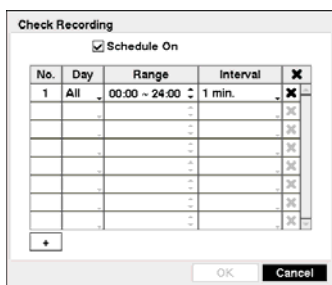 Check Recording
Schedule On
No. Day Range Interval
1 All 00:00 ~ 24:00 1 min.
+
OK Cancel